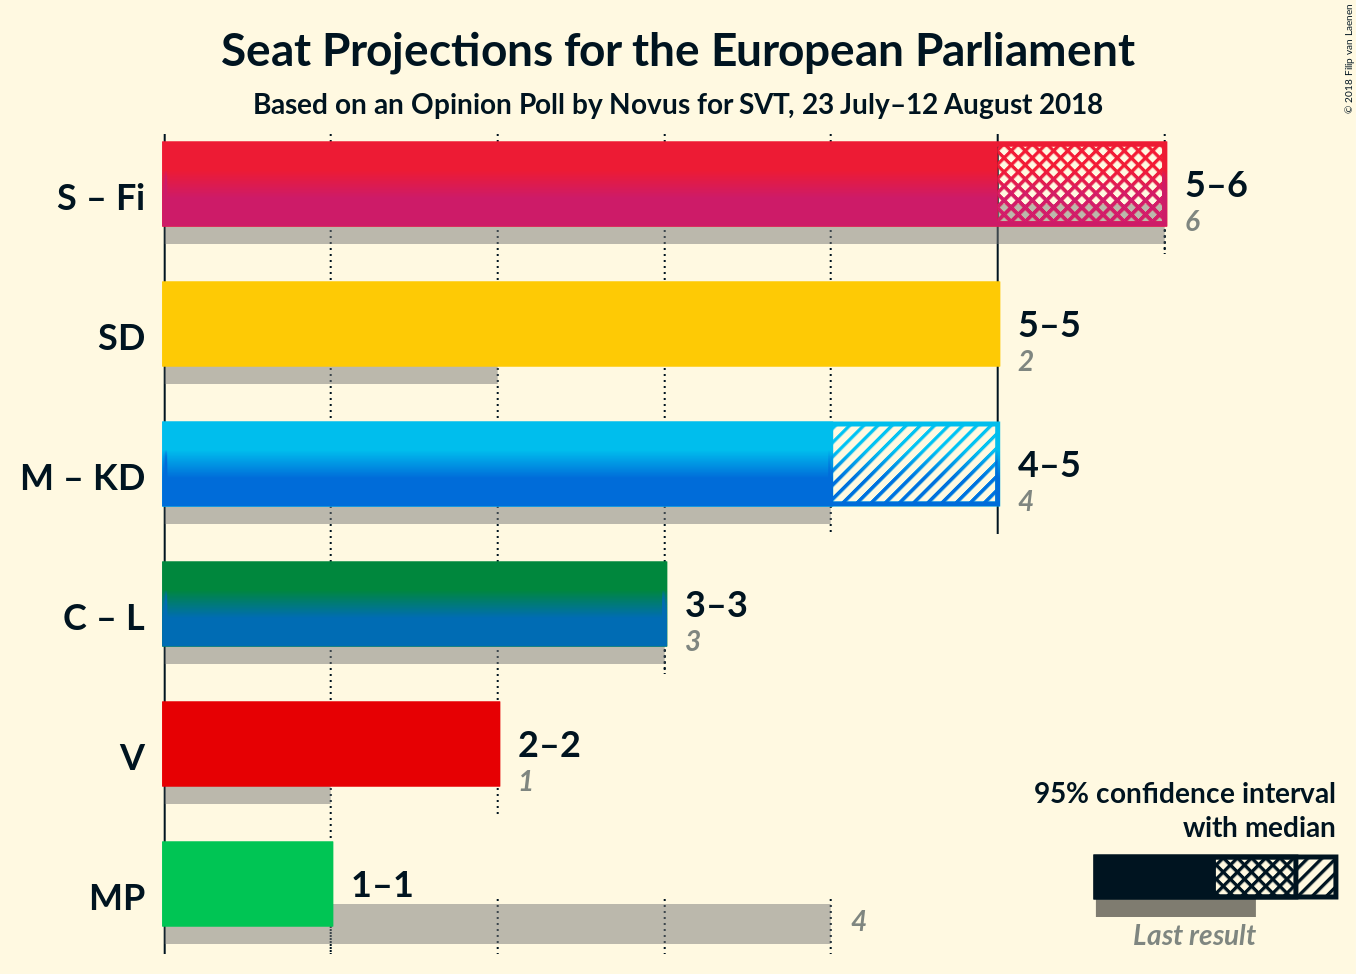 Seat Projections for the European Parliament
Based on an Opinion Poll by Novus for SVT, 23 July–12 August 2018
© 2018 Filip van Laenen
S – Fi
5–6
6
SD
5–5
2
M – KD
4–5
4
C – L
3–3
3
V
2–2
1
MP
1–1
4
95% confidence interval
with median
Last result